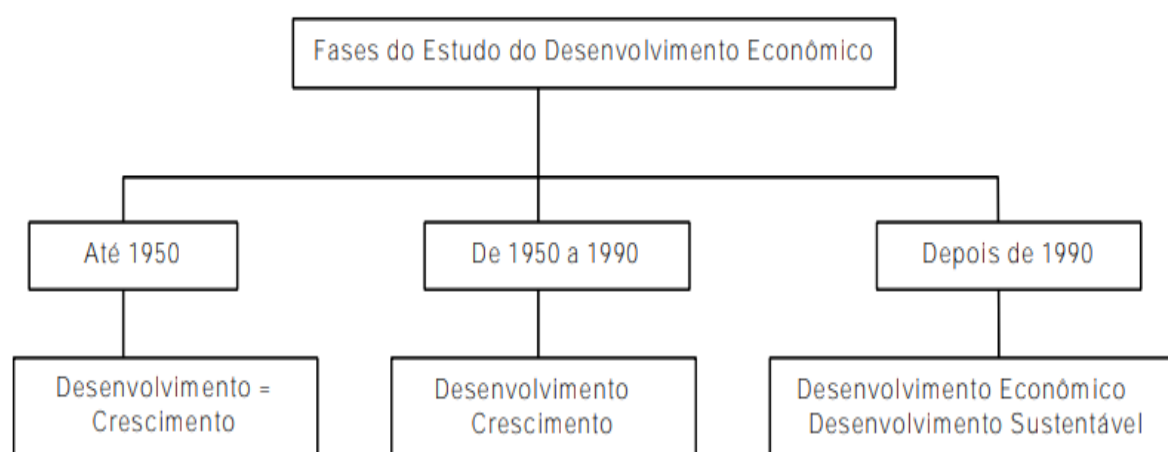 Fases do Estudo do Desenvolvimento Econômico
Até 1950
De 1950 a 1990
Depois de 1990
Desenvolvimento =
Crescimento
Desenvolvimento
Crescimento
Desenvolvimento Econômico
Desenvolvimento Sustentável